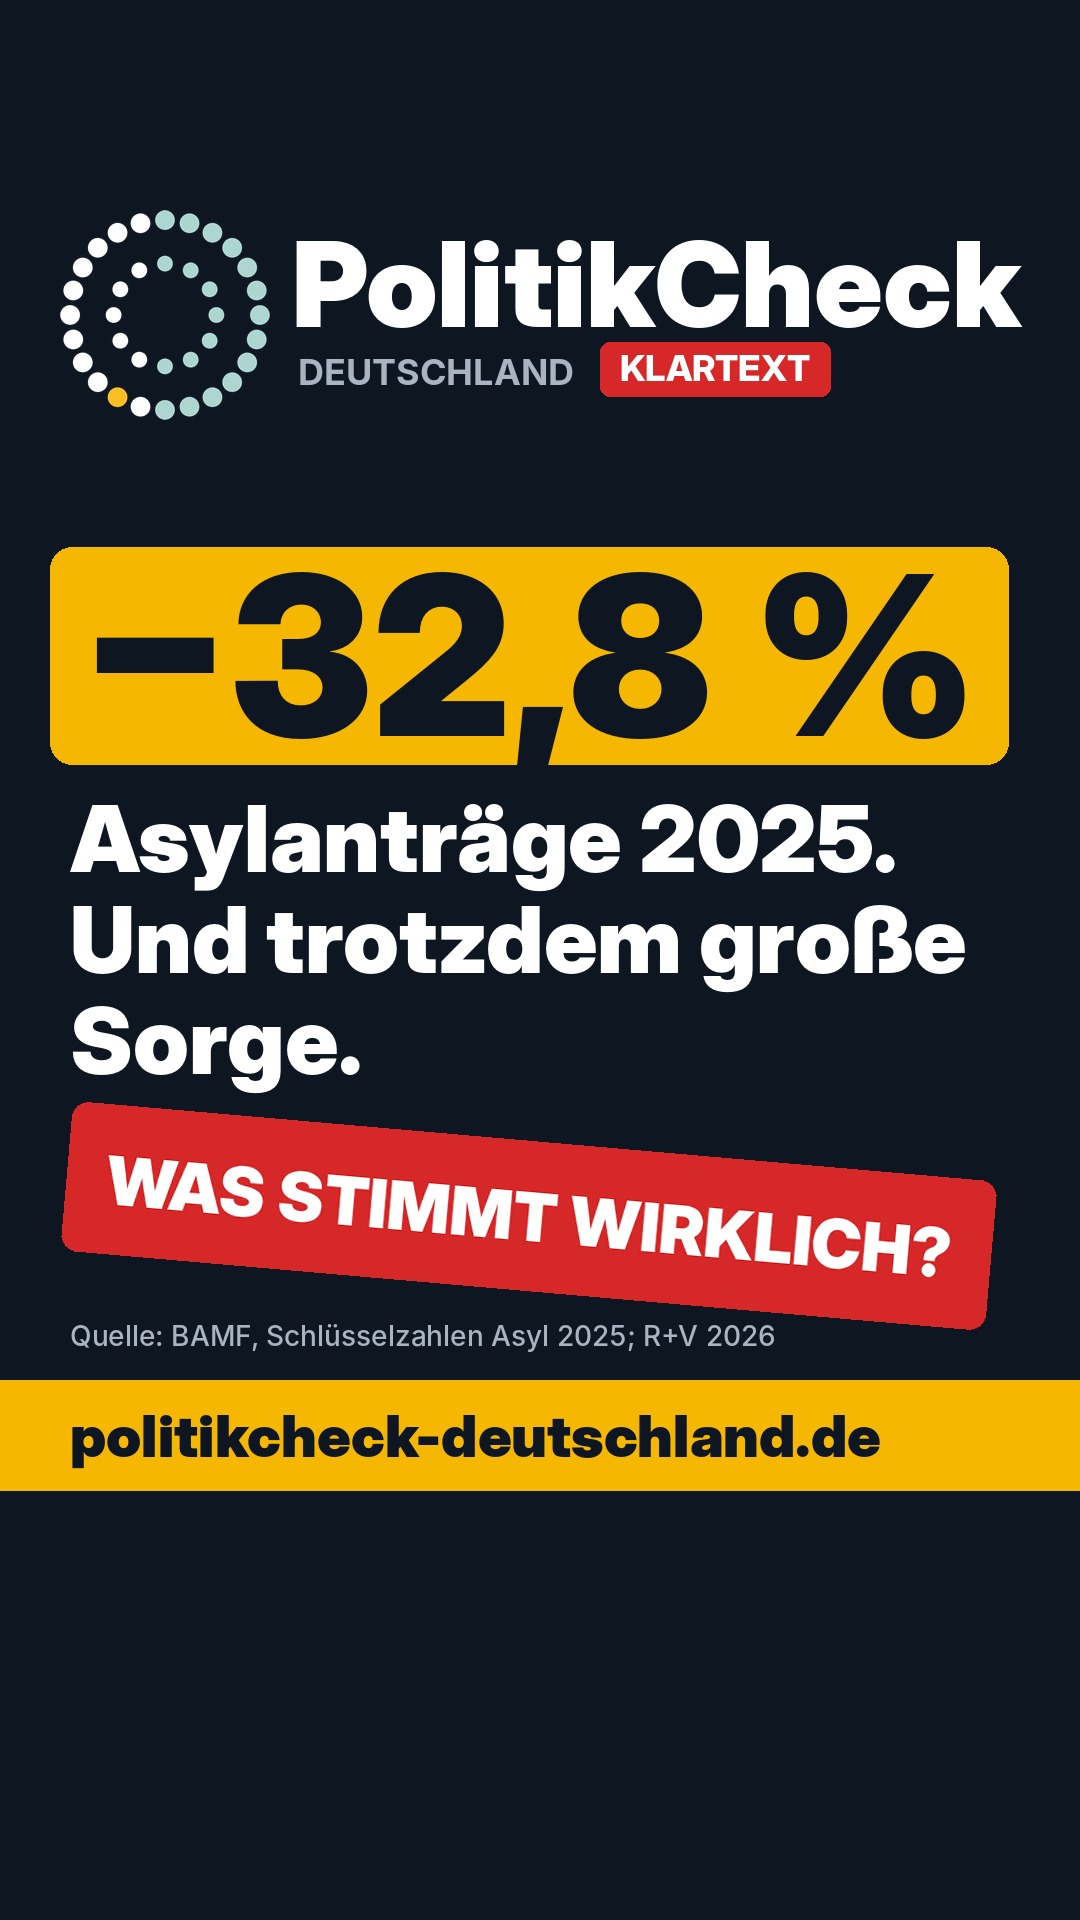 PolitikCheck
DEUTSCHLAND KLARTEXT
−32,8 %
Asylanträge 2025.
Und trotzdem große
Sorge.
WAS STIMMT WIRKLICH?
Quelle: BAMF, Schlüsselzahlen Asyl 2025; R+V 2026
politikcheck-deutschland.de